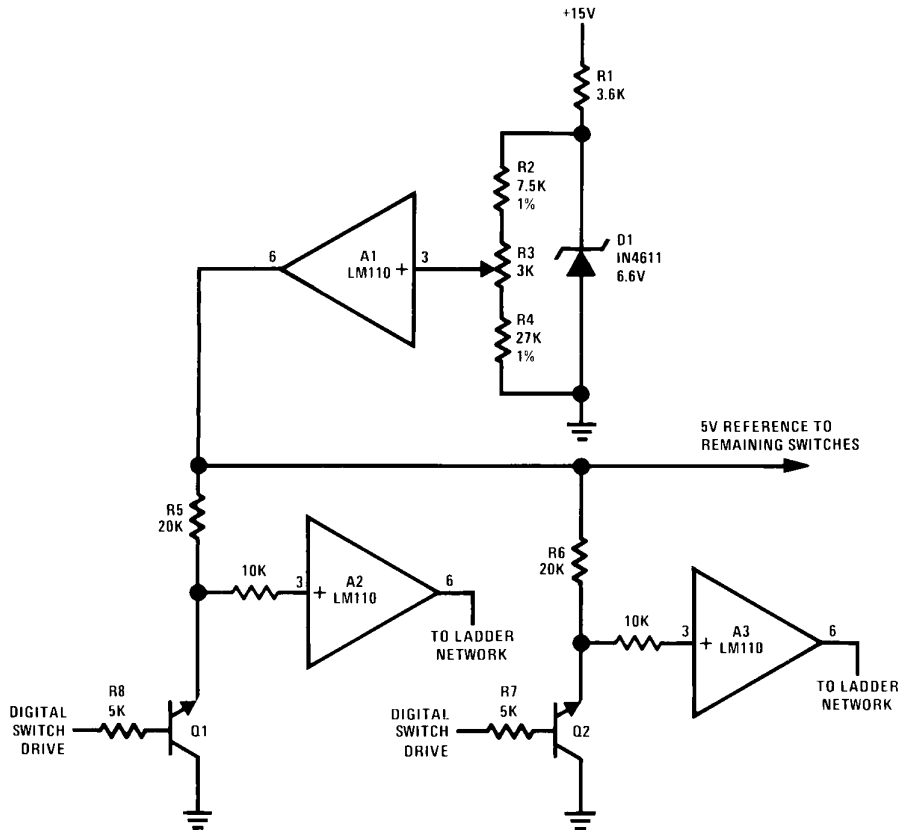 +15V
R1
3.6K
R2
7.5K
1%
R3
3K
R4
27K
1%
D1
IN4611
6.6V
A1
LM110
+
3
6
5V REFERENCE TO
REMAINING SWITCHES
R5
20K
10K
3
+
A2
LM110
6
TO LADDER
NETWORK
R6
20K
10K
3
+
A3
LM110
6
TO LADDER
NETWORK
R8
5K
DIGITAL
SWITCH
DRIVE
Q1
R7
5K
DIGITAL
SWITCH
DRIVE
Q2